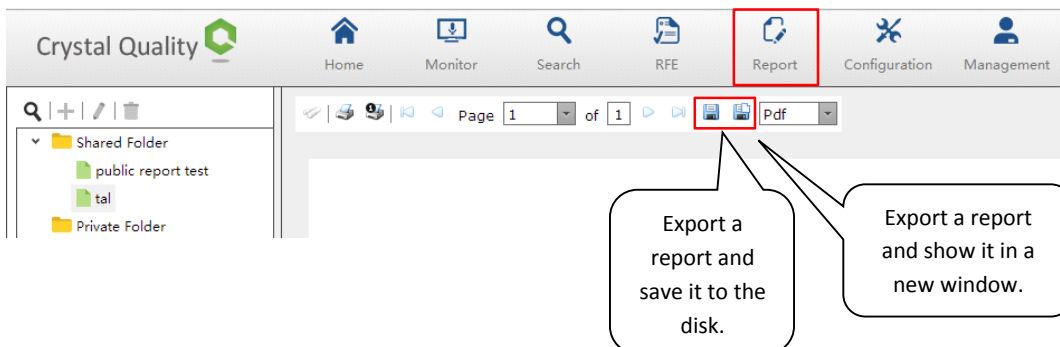 Crystal Quality
Home
Monitor
Search
RFE
Report
Configuration
Management
Page 1 of 1
Pdf
Shared Folder
public report test
tal
Private Folder
Export a
report and
save it to the
disk.
Export a report
and show it in a
new window.